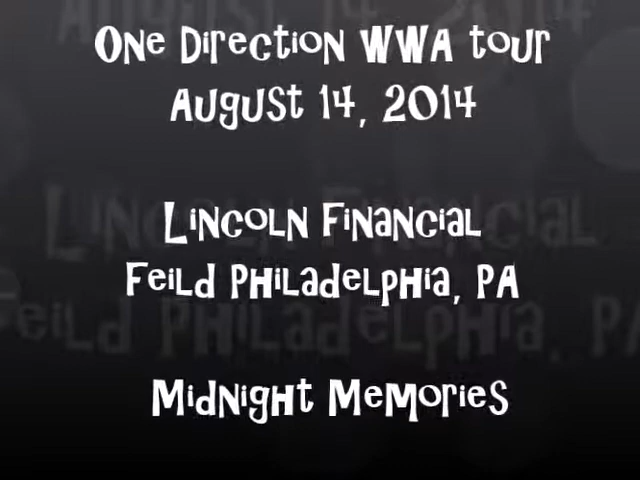 One Direction WWA tour
August 14, 2014
Lincoln Financial
Feild Philadelphia, PA
Midnight Memories